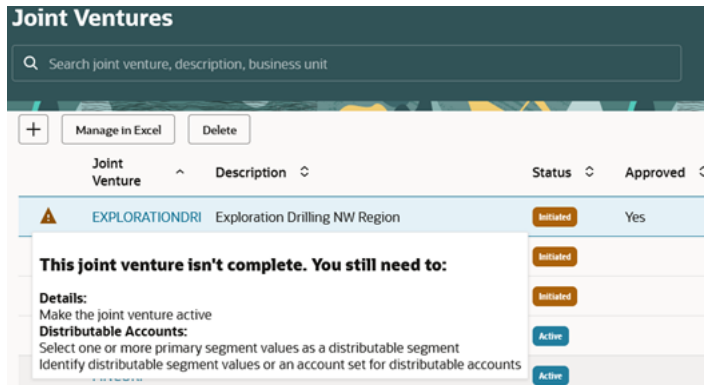 Joint Ventures
Search joint venture, description, business unit
+ Manage in Excel Delete
Joint Venture Description Status Approved
EXPLORATIONDRI Exploration Drilling NW Region Initiated Yes
This joint venture isn't complete. You still need to:
Initiated
Details:
Make the joint venture active
Initiated
Distributable Accounts:
Active
Select one or more primary segment values as a distributable segment
Identify distributable segment values or an account set for distributable accounts
Active